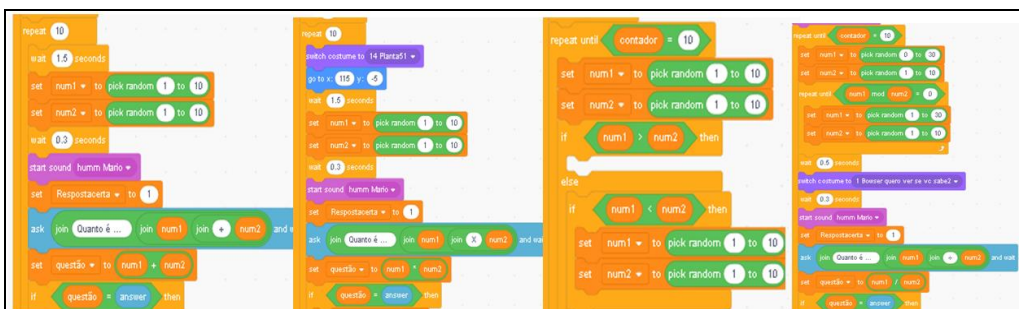 repeat 10
wait 1.5 seconds
set num1 to pick random 1 to 10
set num2 to pick random 1 to 10
wait 0.3 seconds
start sound humm Mario
set Respostacerta to 1
ask join Quanto é ... join num1 join + num2 and
set questão to num1 + num2
if questão = answer then
repeat 10
switch costume to 14 Planta51
go to x: 115 y: -5
wait 1.5 seconds
set num1 to pick random 1 to 10
set num2 to pick random 1 to 10
wait 0.3 seconds
start sound humm Mario
set Respostacerta to 1
ask join Quanto é ... join num1 join X num2 and wai
set questão to num1 * num2
if questão = answer then
repeat until contador = 10
set num1 to pick random 1 to 10
set num2 to pick random 1 to 10
if num1 > num2 then
else
if num1 < num2 then
set num1 to pick random 1 to 10
set num2 to pick random 1 to 10
repeat until contador = 10
set num1 to pick random 0 to 30
set num2 to pick random 1 to 10
repeat until num1 mod num2 = 0
set num1 to pick random 1 to 30
set num2 to pick random 1 to 10
wait 0.5 seconds
switch costume to 1 Bowser quero ver se vc sabe2
wait 0.3 seconds
start sound humm Mario
set Respostacerta to 1
ask join Quanto é ... join num1 join ÷ num2 and wait
set questão to num1 / num2
if questão = answer then